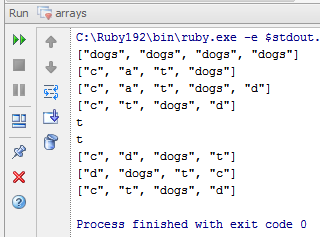 Run arrays
C:\Ruby192\bin\ruby.exe -e $stdout.
["dogs", "dogs", "dogs", "dogs"]
["c", "a", "t", "dogs"]
["c", "a", "t", "dogs", "d"]
["c", "t", "dogs", "d"]
t
t
["c", "d", "dogs", "t"]
["d", "dogs", "t", "c"]
["c", "t", "dogs", "d"]
Process finished with exit code 0